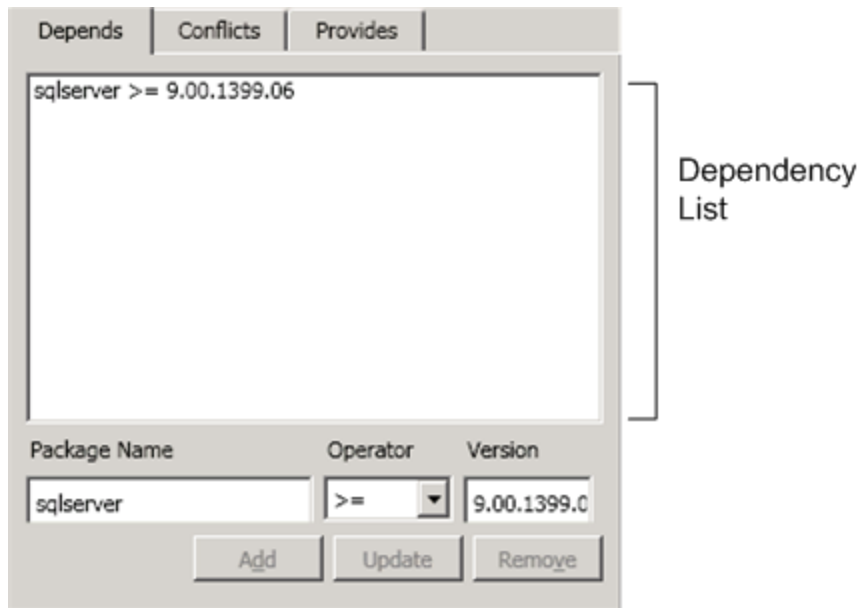 Depends Conflicts Provides
sqlserver >= 9.00.1399.06
Dependency
List
Package Name Operator Version
sqlserver >= 9.00.1399.0
Add Update Remove